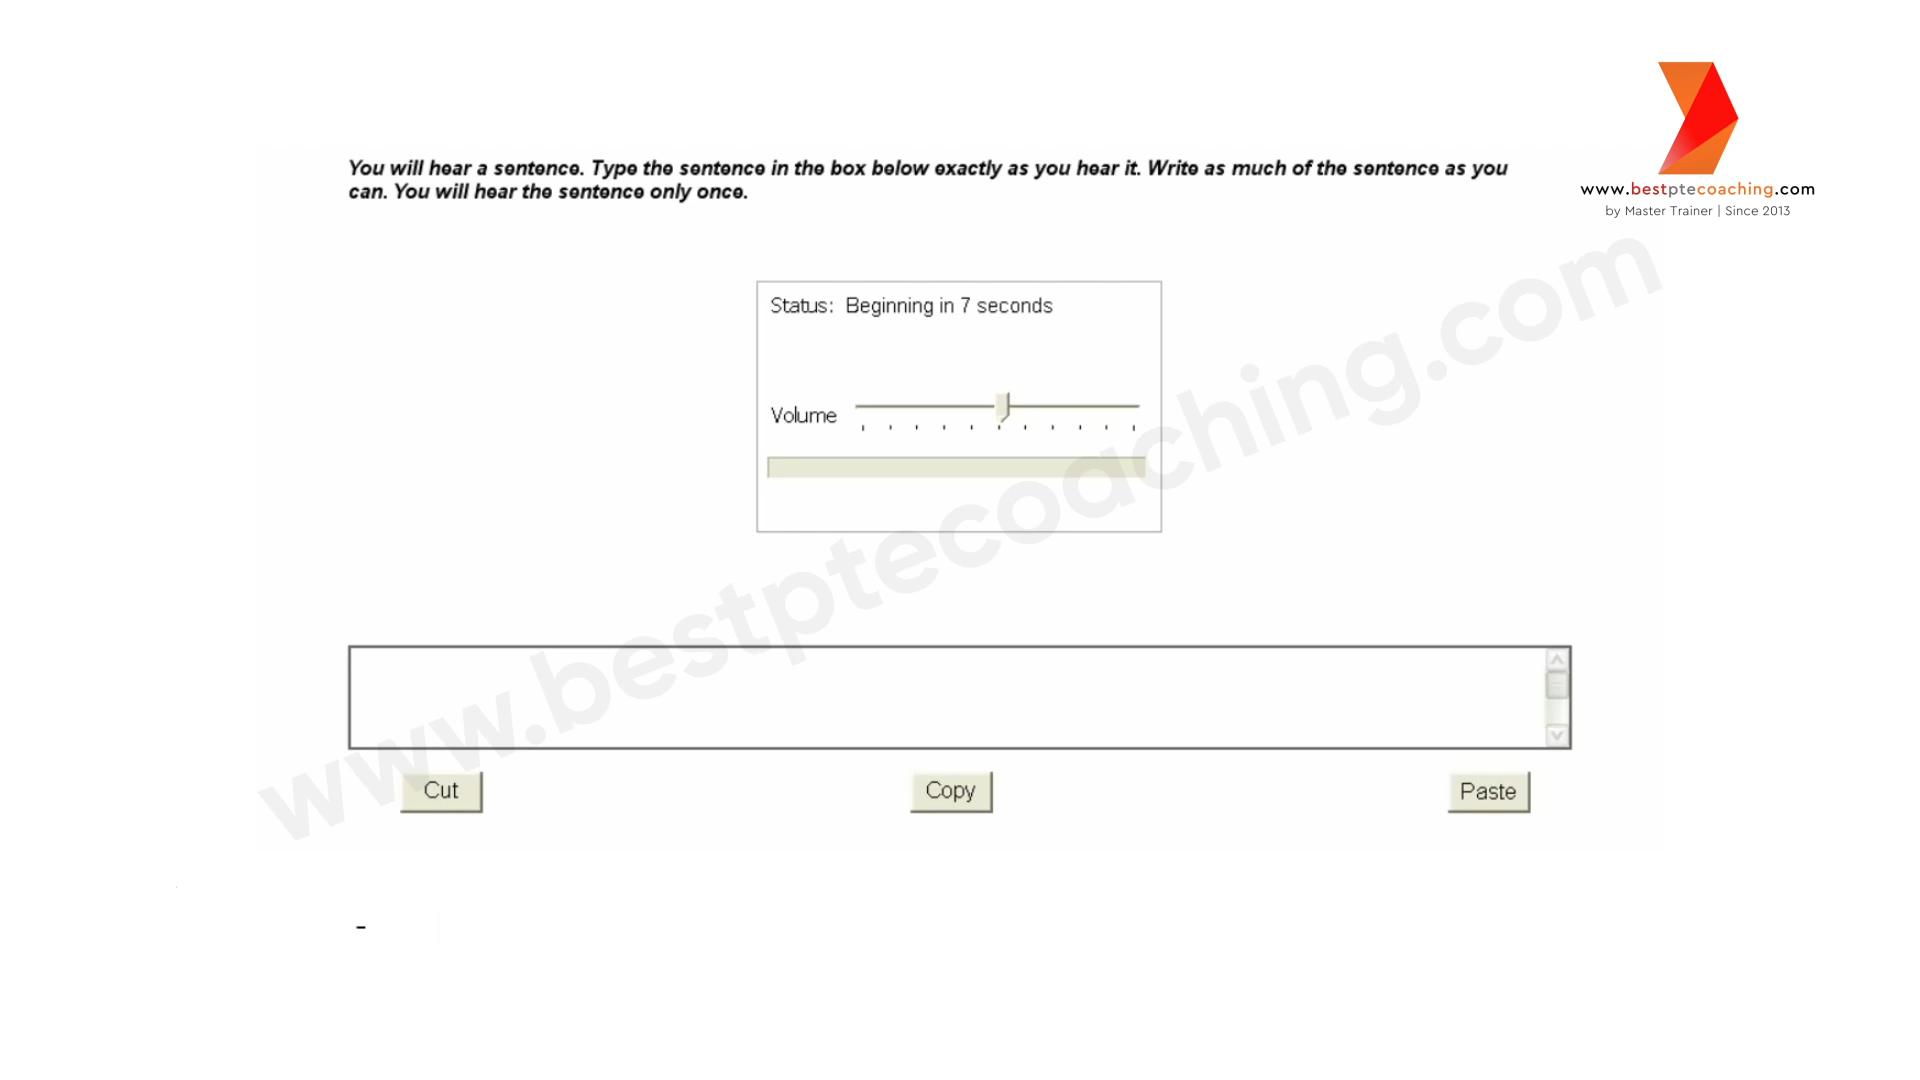 You will hear a sentence. Type the sentence in the box below exactly as you hear it. Write as much of the sentence as you
can. You will hear the sentence only once.
www.bestptecoaching.com
by Master Trainer | Since 2013
Status: Beginning in 7 seconds
Volume
www.bestptecoaching.com
Cut
Copy
Paste
-